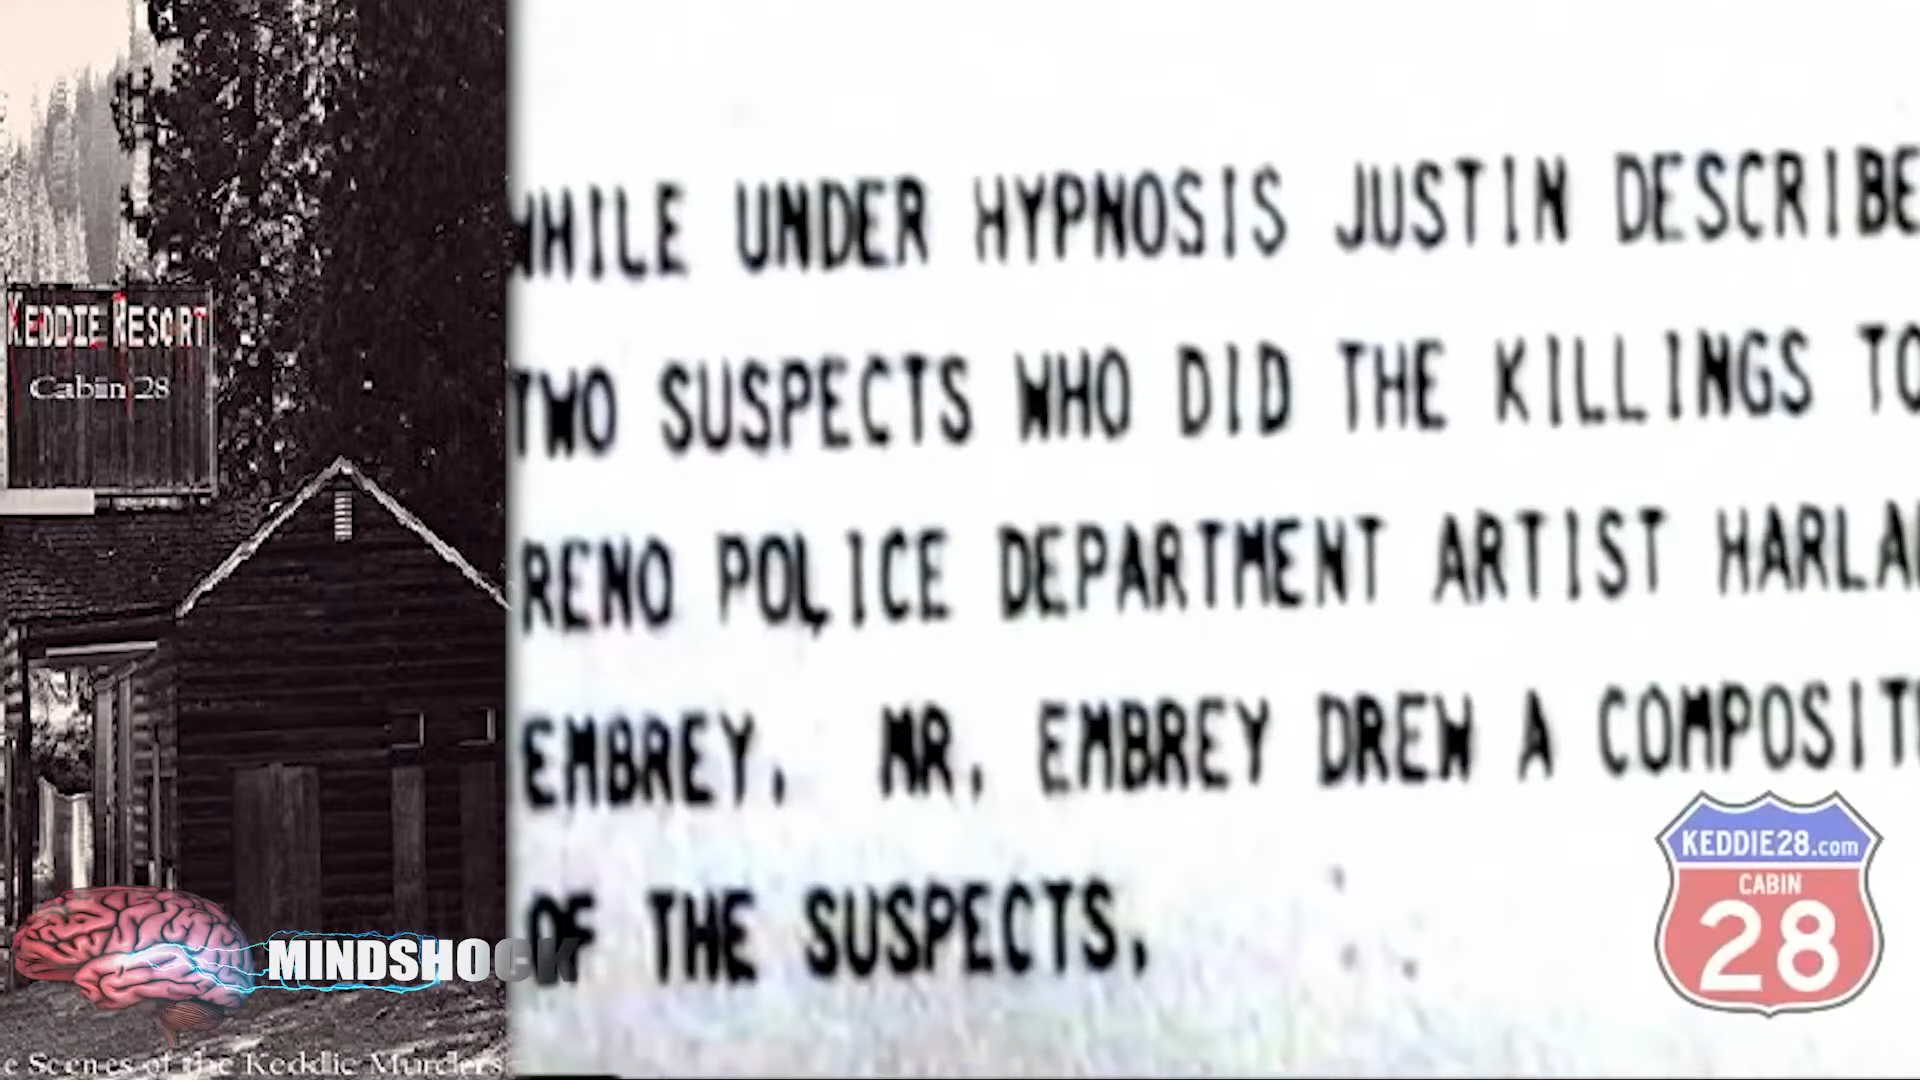 KEDDIE RESORT
Cabin 28
WHILE UNDER HYPNOSIS JUSTIN DESCRIBE
TWO SUSPECTS WHO DID THE KILLINGS TO
RENO POLICE DEPARTMENT ARTIST HARLA
EMBREY. MR. EMBREY DREW A COMPOSIT
OF THE SUSPECTS.
KEDDIE28.com
CABIN
28
MINDSHOCK
e Scenes of the Keddie Murders